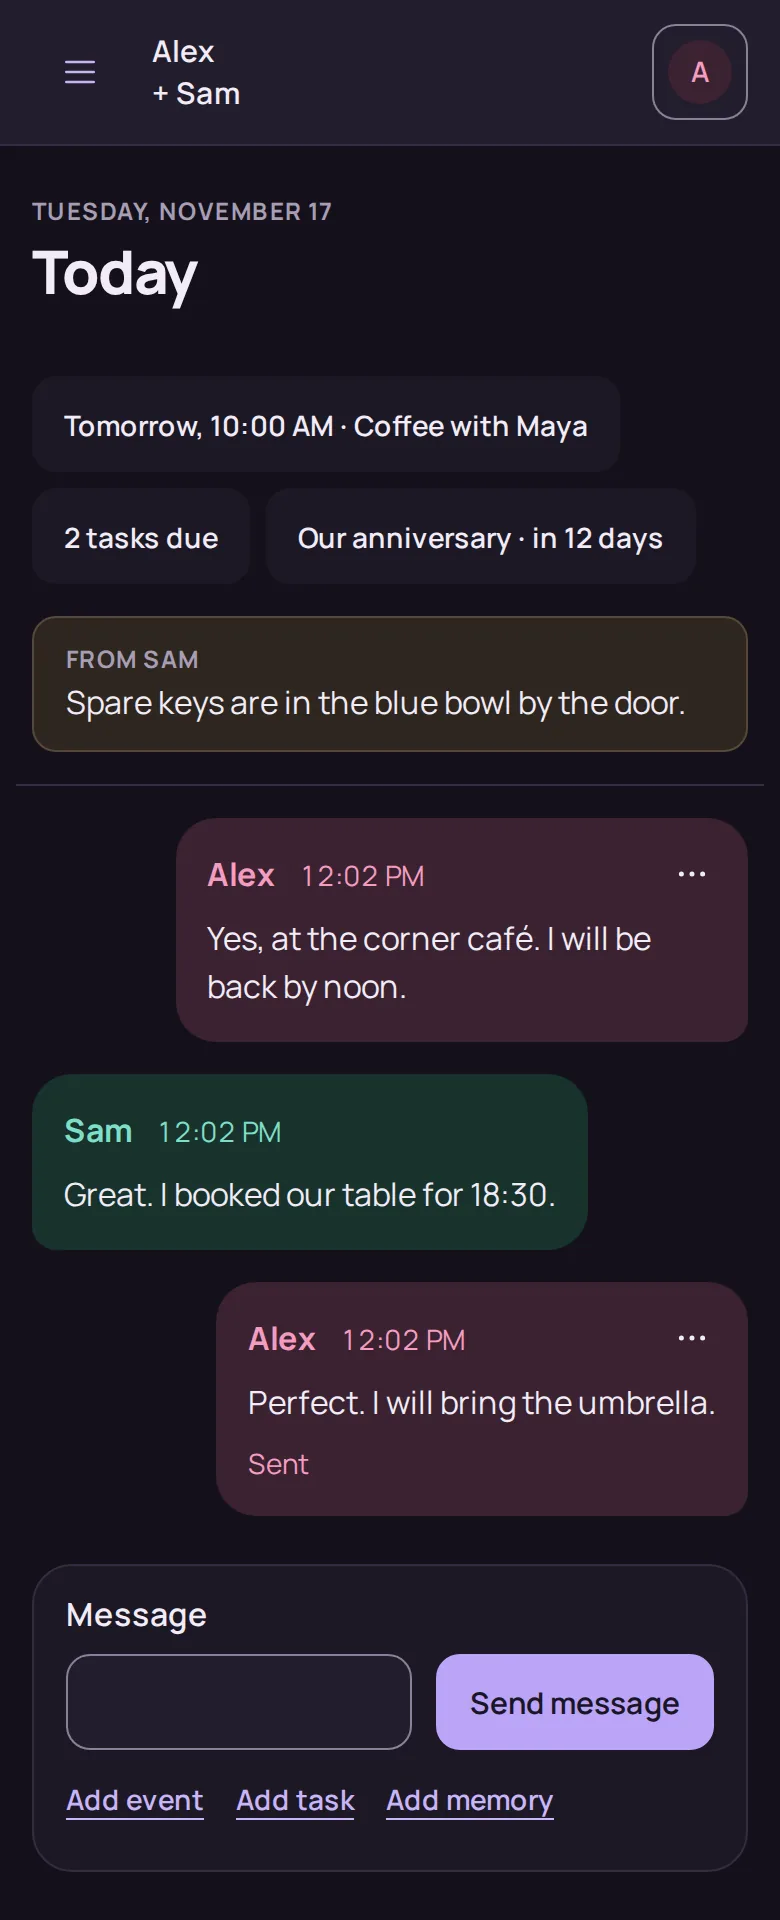 Alex
+ Sam
A
TUESDAY, NOVEMBER 17
Today
Tomorrow, 10:00 AM · Coffee with Maya
2 tasks due
Our anniversary · in 12 days
FROM SAM
Spare keys are in the blue bowl by the door.
Alex 12:02 PM
Yes, at the corner café. I will be
back by noon.
Sam 12:02 PM
Great. I booked our table for 18:30.
Alex 12:02 PM
Perfect. I will bring the umbrella.
Sent
Message
Send message
Add event Add task Add memory